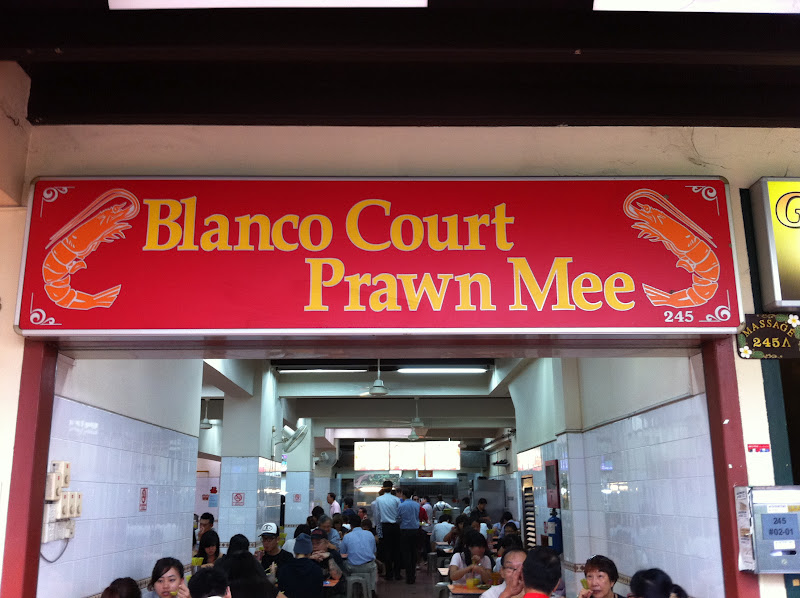 Blanco Court
Prawn Mee
245
G
MASSAGE
245A
245
#02-01